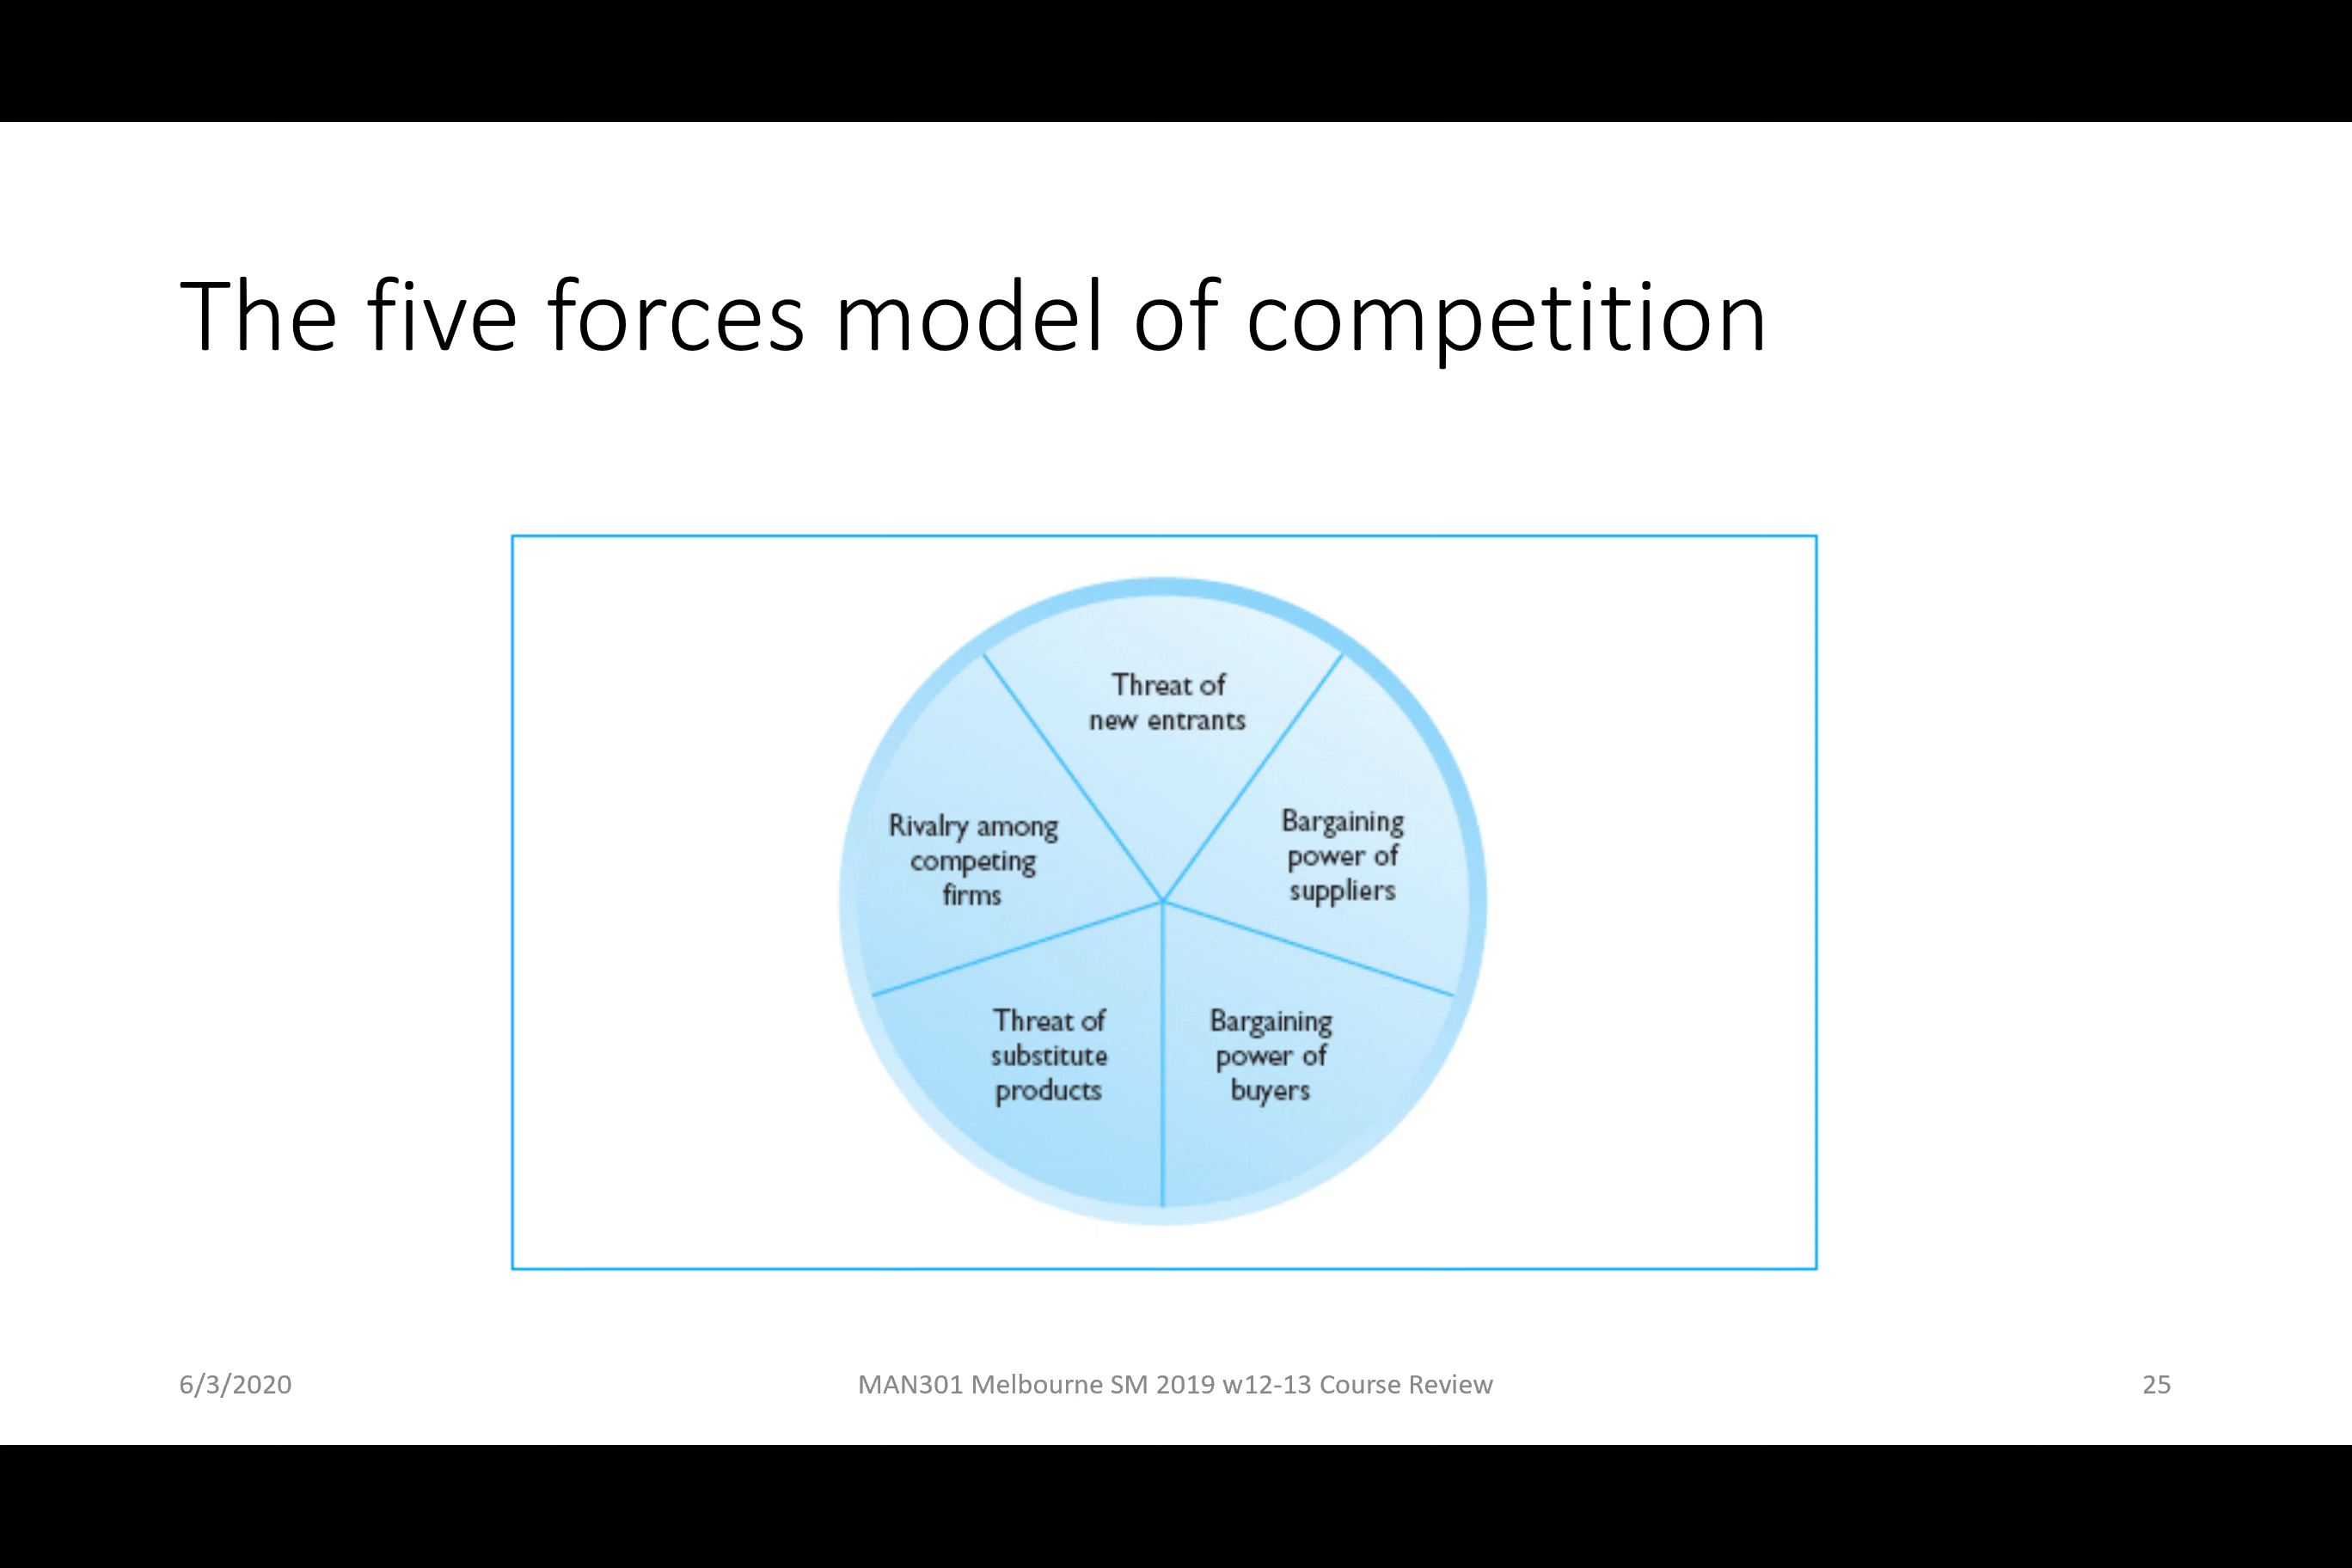 The five forces model of competition
Threat of
new entrants
Rivalry among
competing
firms
Bargaining
power of
suppliers
Threat of
substitute
products
Bargaining
power of
buyers
6/3/2020
MAN301 Melbourne SM 2019 w12-13 Course Review
25